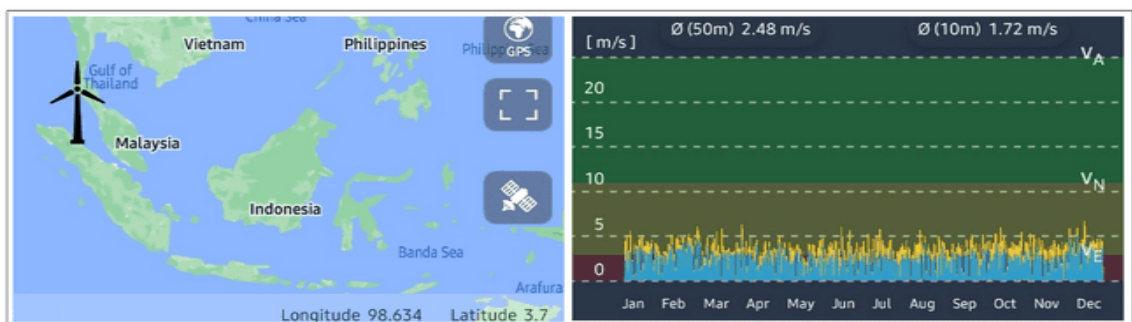 China Sea
Vietnam
Philippines
GPS
Gulf of
Thailand
Malaysia
Indonesia
Banda Sea
Arafura
Longitude 98.634 Latitude 3.7
[m/s] Ø (50m) 2.48 m/s Ø (10m) 1.72 m/s
VA
20
15
10 VN
5
VE
0
Jan Feb Mar Apr May Jun Jul Aug Sep Oct Nov Dec